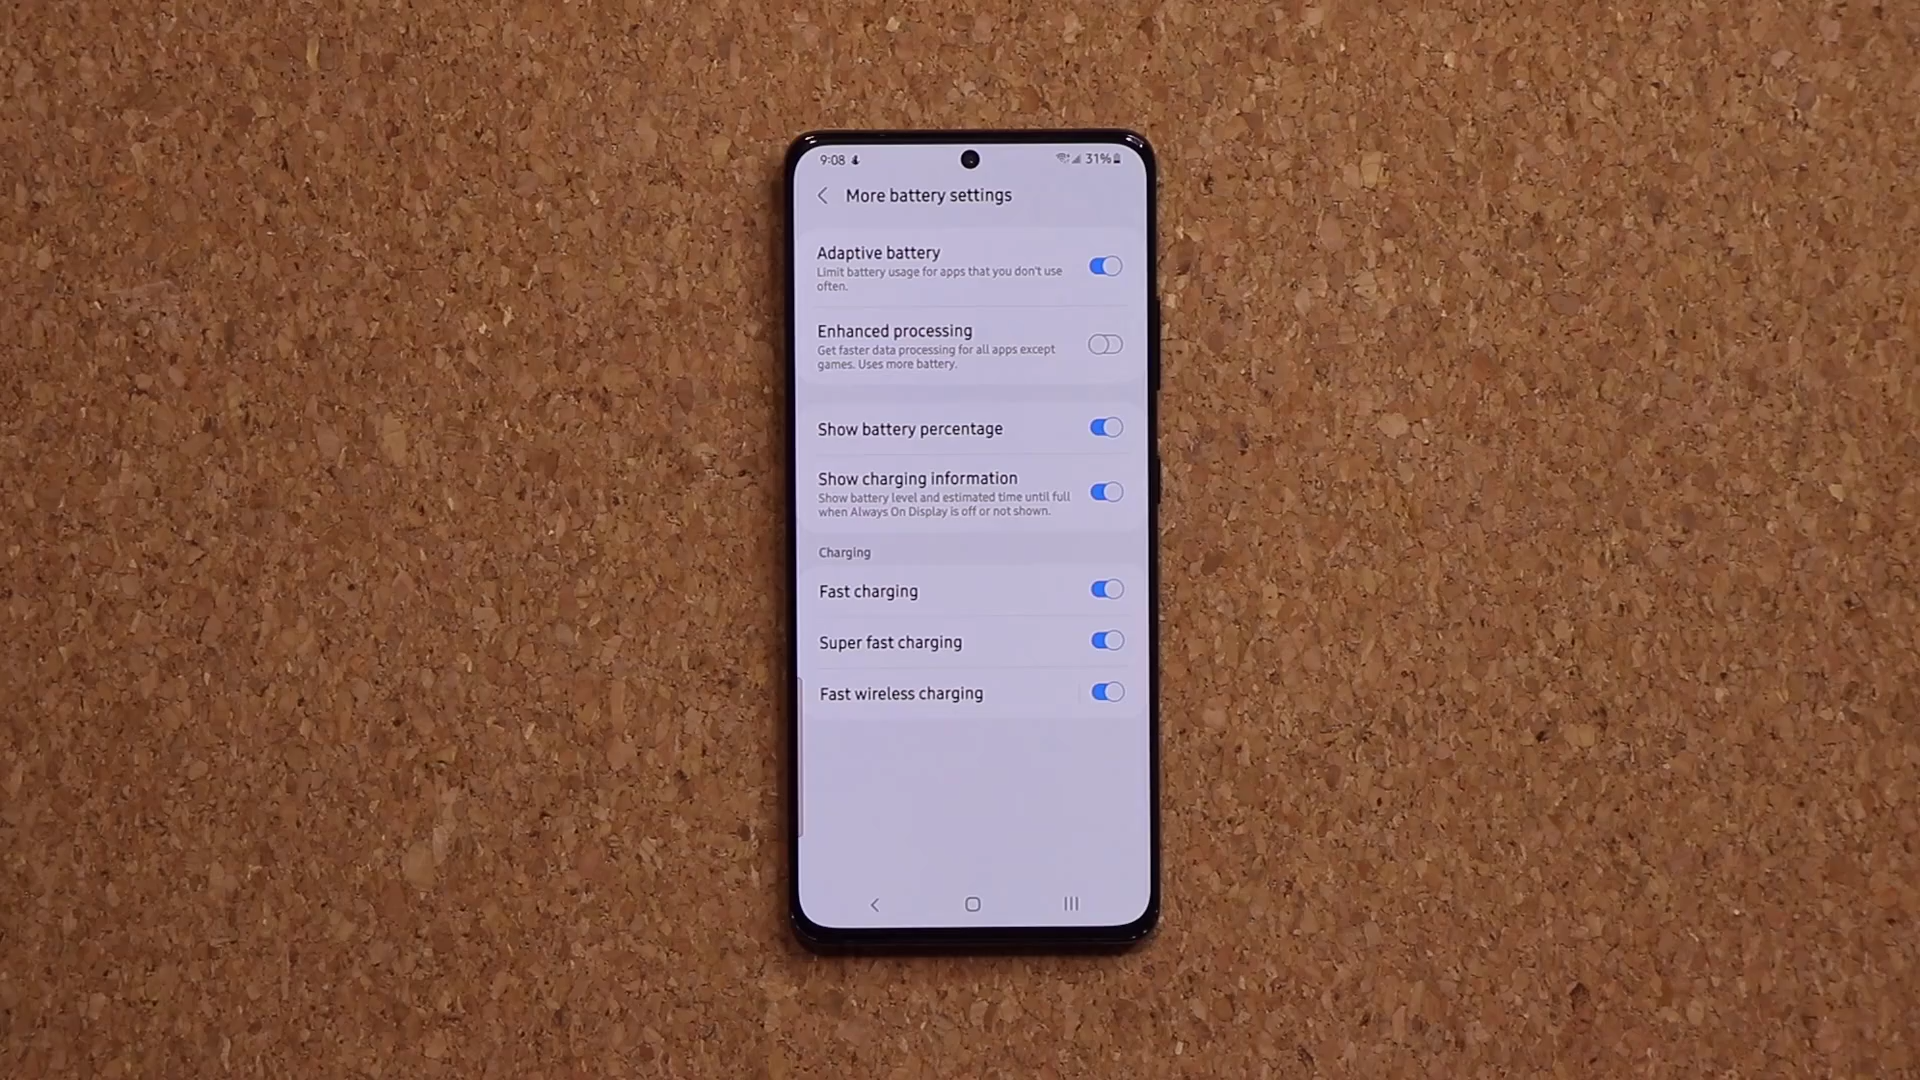 9:08 31%
More battery settings
Adaptive battery
Limit battery usage for apps that you don't use
often.
Enhanced processing
Get faster data processing for all apps except
games. Uses more battery.
Show battery percentage
Show charging information
Show battery level and estimated time until full
when Always On Display is off or not shown.
Charging
Fast charging
Super fast charging
Fast wireless charging